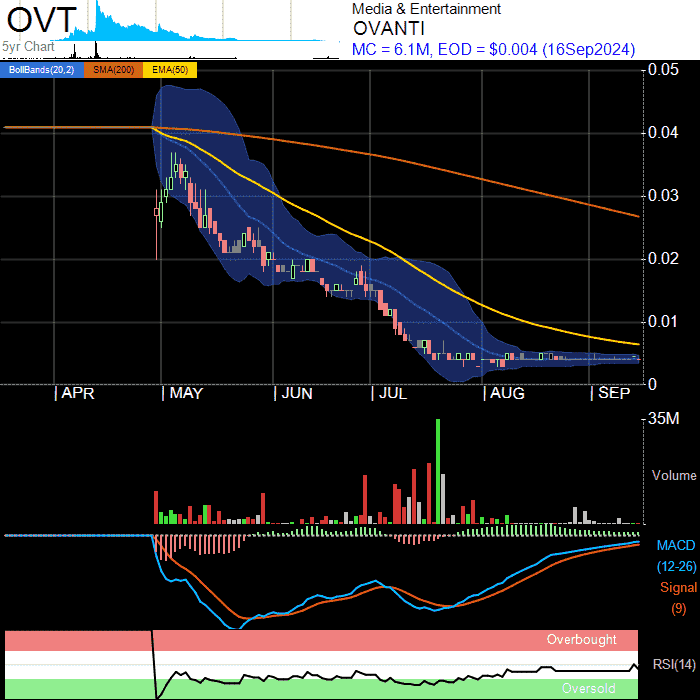 OVT
5yr Chart
Media & Entertainment
OVANTI
MC = 6.1M, EOD = $0.004 (16Sep2024)
BollBands(20,2) SMA(200) EMA(50)
0.05
0.04
0.03
0.02
0.01
0
APR MAY JUN JUL AUG SEP
35M
Volume
MACD
(12-26)
Signal
(9)
Overbought
RSI(14)
Oversold